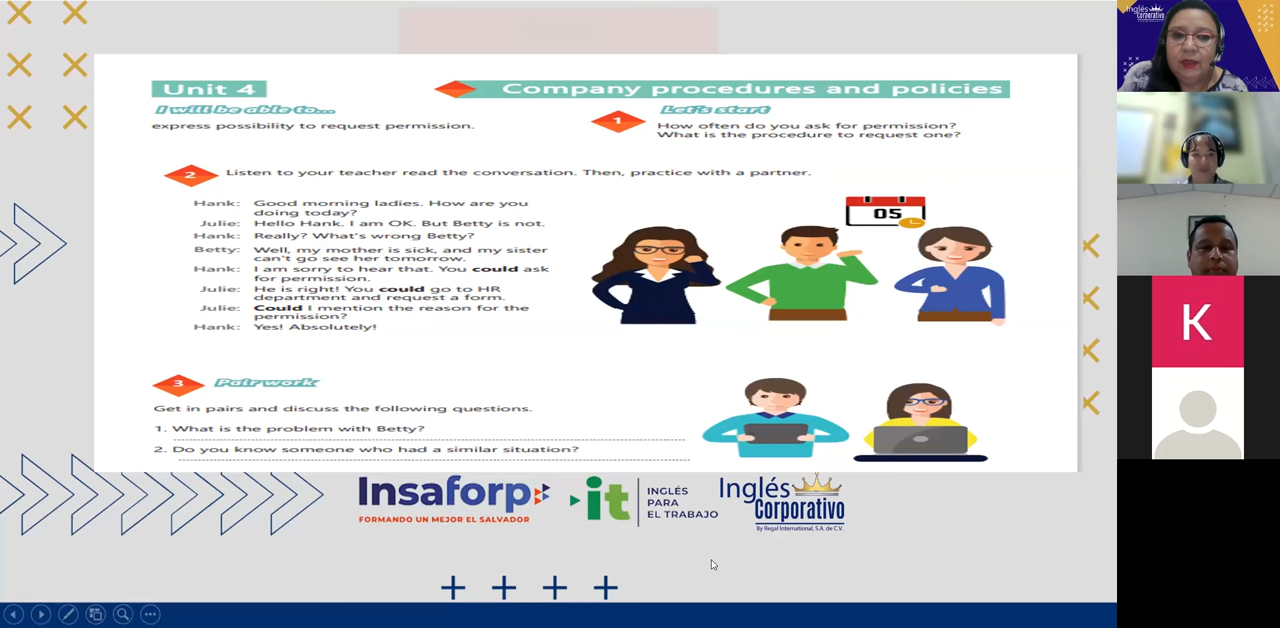 Unit 4
Company procedures and policies
I will be able to...
express possibility to request permission.
1
Let's start
How often do you ask for permission?
What is the procedure to request one?
2
Listen to your teacher read the conversation. Then, practice with a partner.
Hank: Good morning ladies. How are you
doing today?
Julie: Hello Hank. I am OK. But Betty is not.
Hank: Really? What's wrong Betty?
Betty: Well, my mother is sick, and my sister
can't go see her tomorrow.
Hank: I am sorry to hear that. You could ask
for permission.
Julie: He is right! You could go to HR
department and request a form.
Julie: Could I mention the reason for the
permission?
Hank: Yes! Absolutely!
05
3
Pair work
Get in pairs and discuss the following questions.
1. What is the problem with Betty?
2. Do you know someone who had a similar situation?
Insaforp
FORMANDO UN MEJOR EL SALVADOR
it
INGLÉS
PARA
EL TRABAJO
Inglés
Corporativo
By Regal International, S.A. de C.V.
Inglés
Corporativo
K